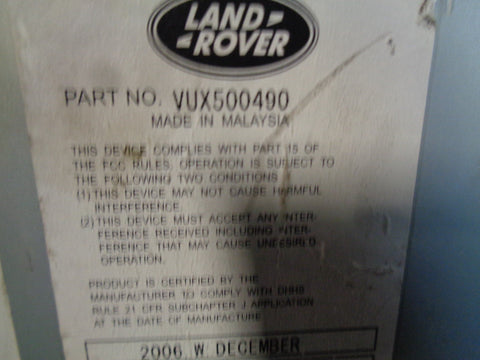 LAND
ROVER
PART NO. VUX500490
MADE IN MALAYSIA
THIS DEVICE COMPLIES WITH PART 15 OF
THE FCC RULES. OPERATION IS SUBJECT TO
THE FOLLOWING TWO CONDITIONS
(1) THIS DEVICE MAY NOT CAUSE HARMFUL
INTERFERENCE.
(2) THIS DEVICE MUST ACCEPT ANY INTER-
FERENCE RECEIVED INCLUDING INTER-
FERENCE THAT MAY CAUSE UNDESIRED
OPERATION.
PRODUCT IS CERTIFIED BY THE
MANUFACTURER TO COMPLY WITH DHHS
RULE 21 CFR SUBCHAPTER J APPLICATION
AT THE DATE OF MANUFACTURE
2006. W. DECEMBER